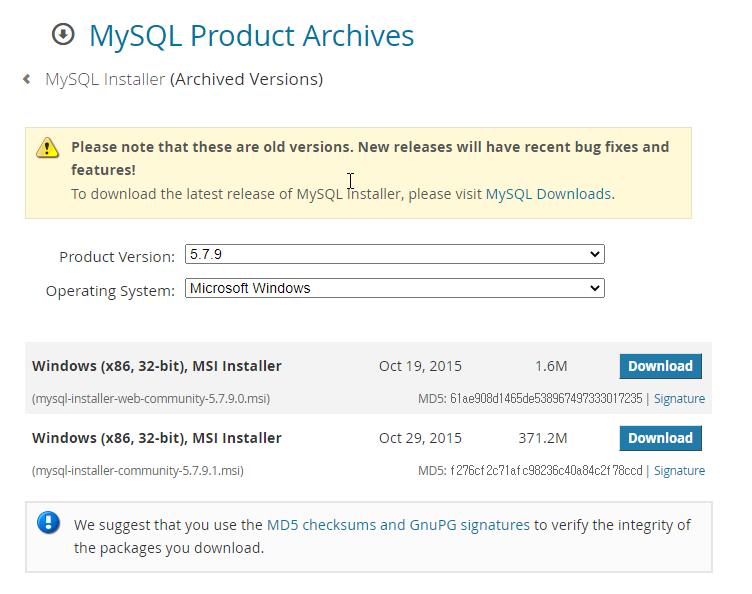 MySQL Product Archives
MySQL Installer (Archived Versions)
Please note that these are old versions. New releases will have recent bug fixes and
features!
To download the latest release of MySQL Installer, please visit MySQL Downloads.
Product Version: 5.7.9
Operating System: Microsoft Windows
Windows (x86, 32-bit), MSI Installer Oct 19, 2015 1.6M Download
(mysql-installer-web-community-5.7.9.0.msi) MD5: 61ae908d1465de538967497333017235 | Signature
Windows (x86, 32-bit), MSI Installer Oct 29, 2015 371.2M Download
(mysql-installer-community-5.7.9.1.msi) MD5: f276cf2c71afc98236c40a84c2f78ccd | Signature
We suggest that you use the MD5 checksums and GnuPG signatures to verify the integrity of
the packages you download.